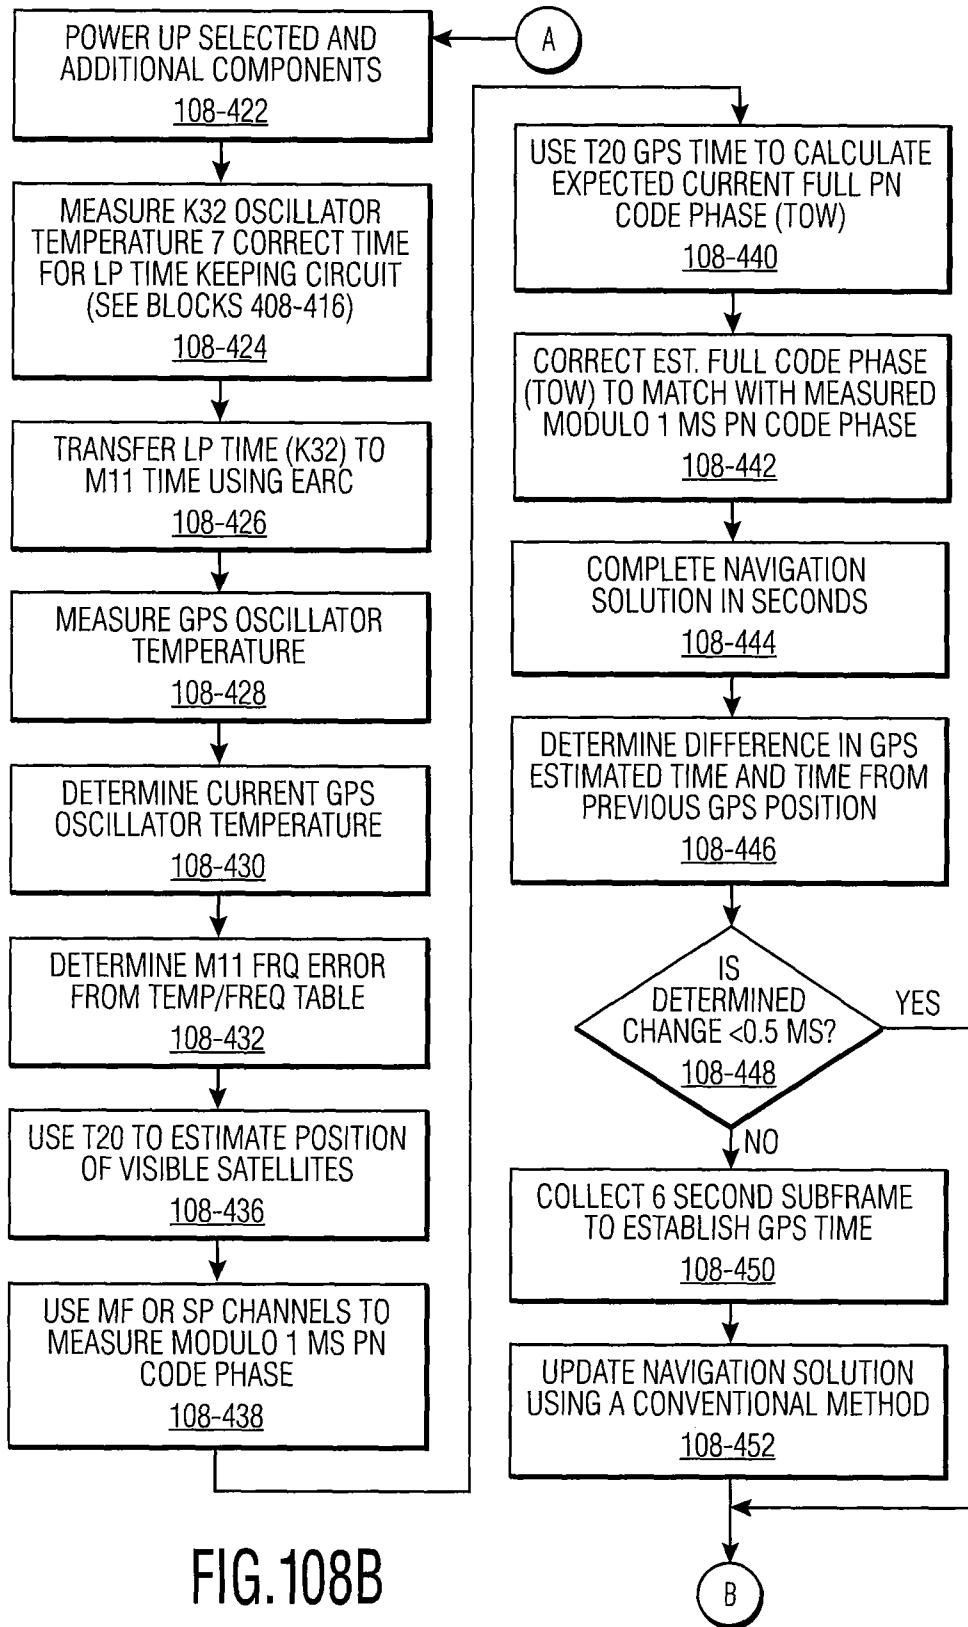 A
POWER UP SELECTED AND
ADDITIONAL COMPONENTS
108-422
MEASURE K32 OSCILLATOR
TEMPERATURE 7 CORRECT TIME
FOR LP TIME KEEPING CIRCUIT
(SEE BLOCKS 408-416)
108-424
TRANSFER LP TIME (K32) TO
M11 TIME USING EARC
108-426
MEASURE GPS OSCILLATOR
TEMPERATURE
108-428
DETERMINE CURRENT GPS
OSCILLATOR TEMPERATURE
108-430
DETERMINE M11 FRQ ERROR
FROM TEMP/FREQ TABLE
108-432
USE T20 TO ESTIMATE POSITION
OF VISIBLE SATELLITES
108-436
USE MF OR SP CHANNELS TO
MEASURE MODULO 1 MS PN
CODE PHASE
108-438
USE T20 GPS TIME TO CALCULATE
EXPECTED CURRENT FULL PN
CODE PHASE (TOW)
108-440
CORRECT EST. FULL CODE PHASE
(TOW) TO MATCH WITH MEASURED
MODULO 1 MS PN CODE PHASE
108-442
COMPLETE NAVIGATION
SOLUTION IN SECONDS
108-444
DETERMINE DIFFERENCE IN GPS
ESTIMATED TIME AND TIME FROM
PREVIOUS GPS POSITION
108-446
IS
DETERMINED
CHANGE <0.5 MS?
108-448
YES
NO
COLLECT 6 SECOND SUBFRAME
TO ESTABLISH GPS TIME
108-450
UPDATE NAVIGATION SOLUTION
USING A CONVENTIONAL METHOD
108-452
B
FIG.108B